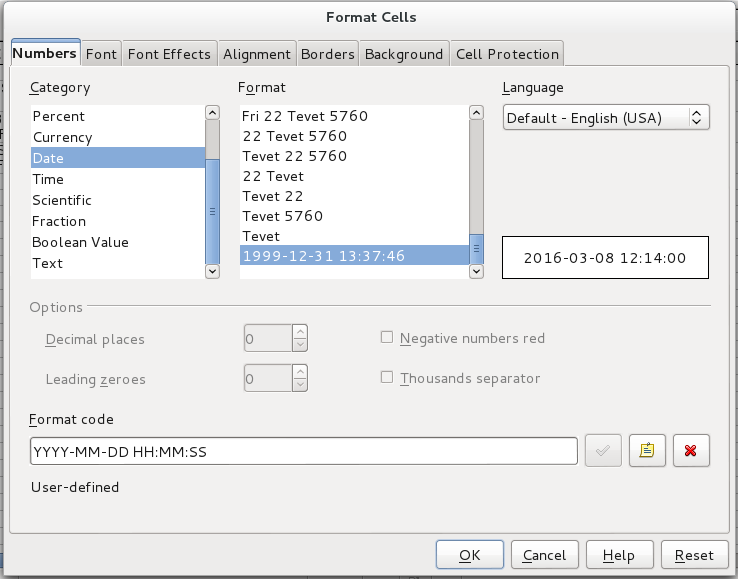 Format Cells
Numbers Font Font Effects Alignment Borders Background Cell Protection
Category
Percent
Currency
Date
Time
Scientific
Fraction
Boolean Value
Text
Format
Fri 22 Tevet 5760
22 Tevet 5760
Tevet 22 5760
22 Tevet
Tevet 22
Tevet 5760
Tevet
1999-12-31 13:37:46
Language
Default - English (USA)
2016-03-08 12:14:00
Options
Decimal places 0 Negative numbers red
Leading zeroes 0 Thousands separator
Format code
YYYY-MM-DD HH:MM:SS
User-defined
OK Cancel Help Reset